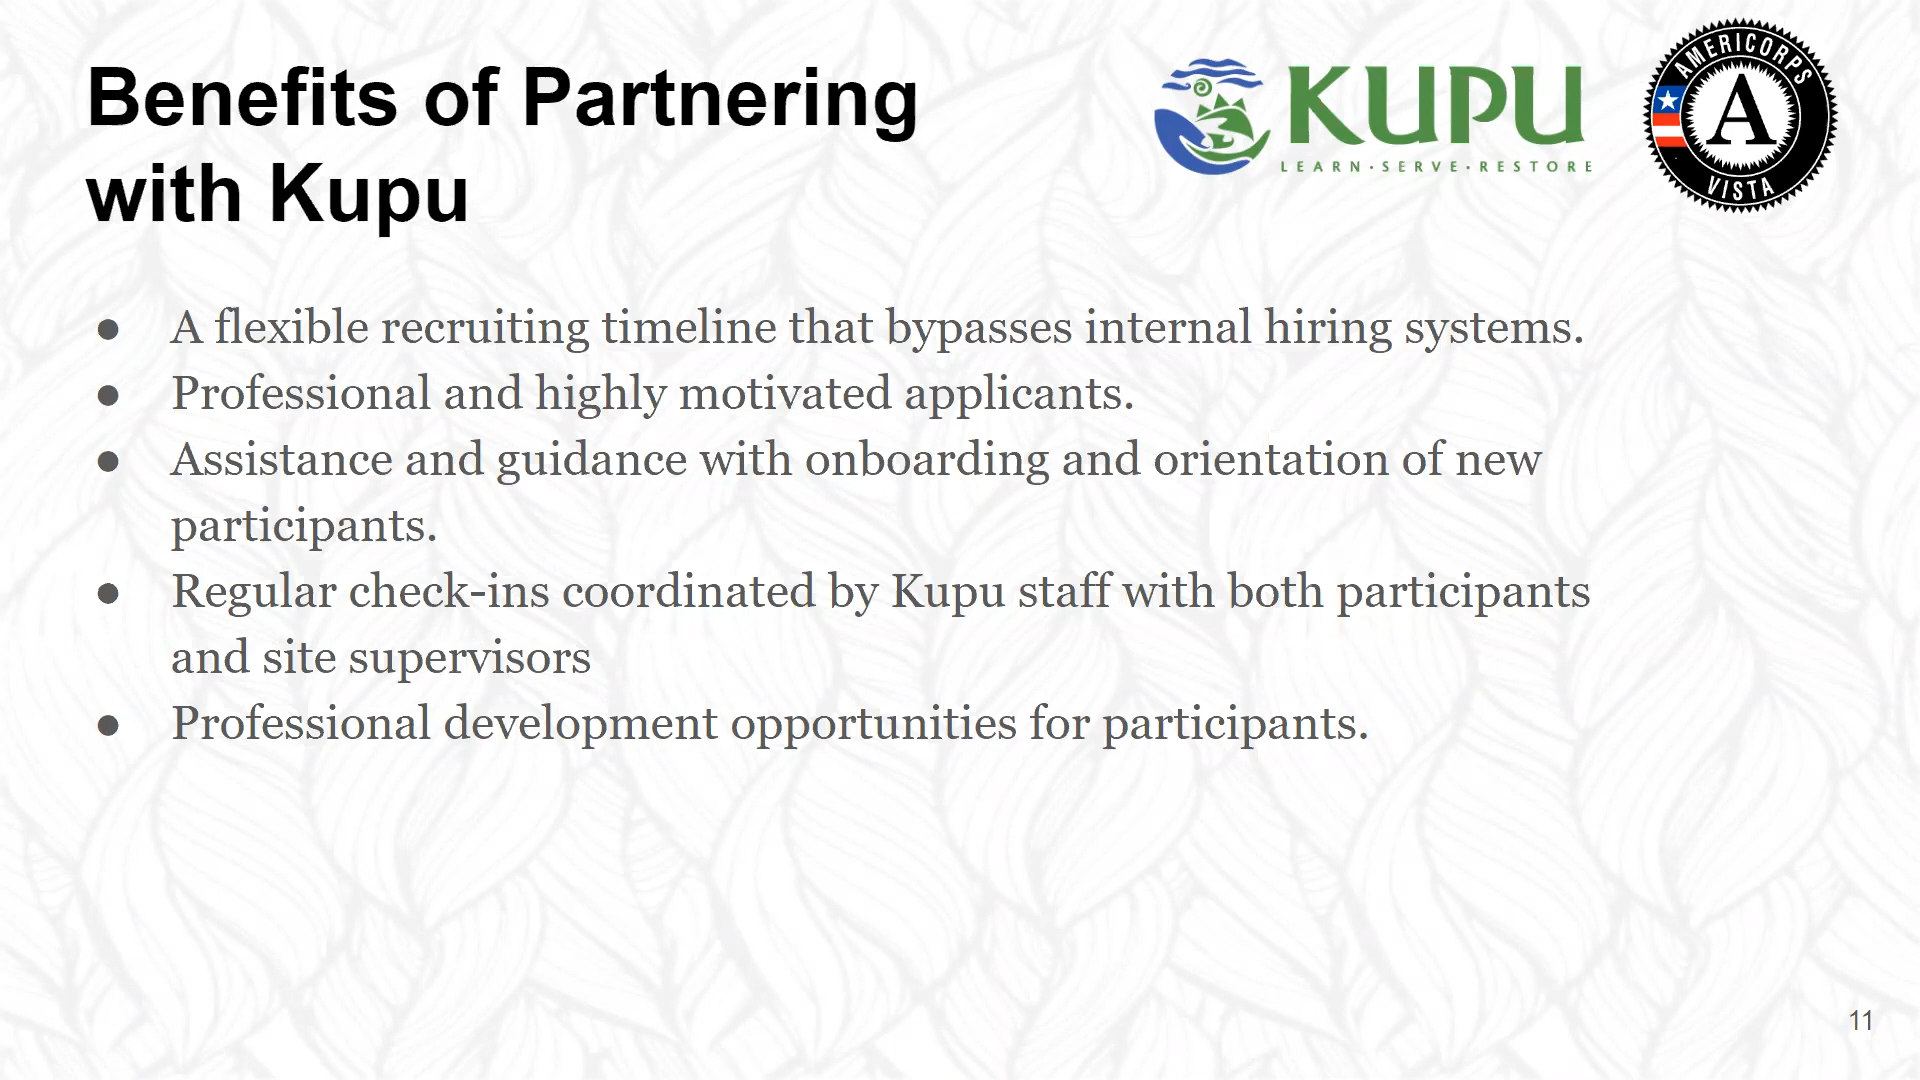 Benefits of Partnering
with Kupu
KUPU
LEARN·SERVE·RESTORE
AMERICORPS
A
VISTA
● A flexible recruiting timeline that bypasses internal hiring systems.
● Professional and highly motivated applicants.
● Assistance and guidance with onboarding and orientation of new
participants.
● Regular check-ins coordinated by Kupu staff with both participants
and site supervisors
● Professional development opportunities for participants.
11